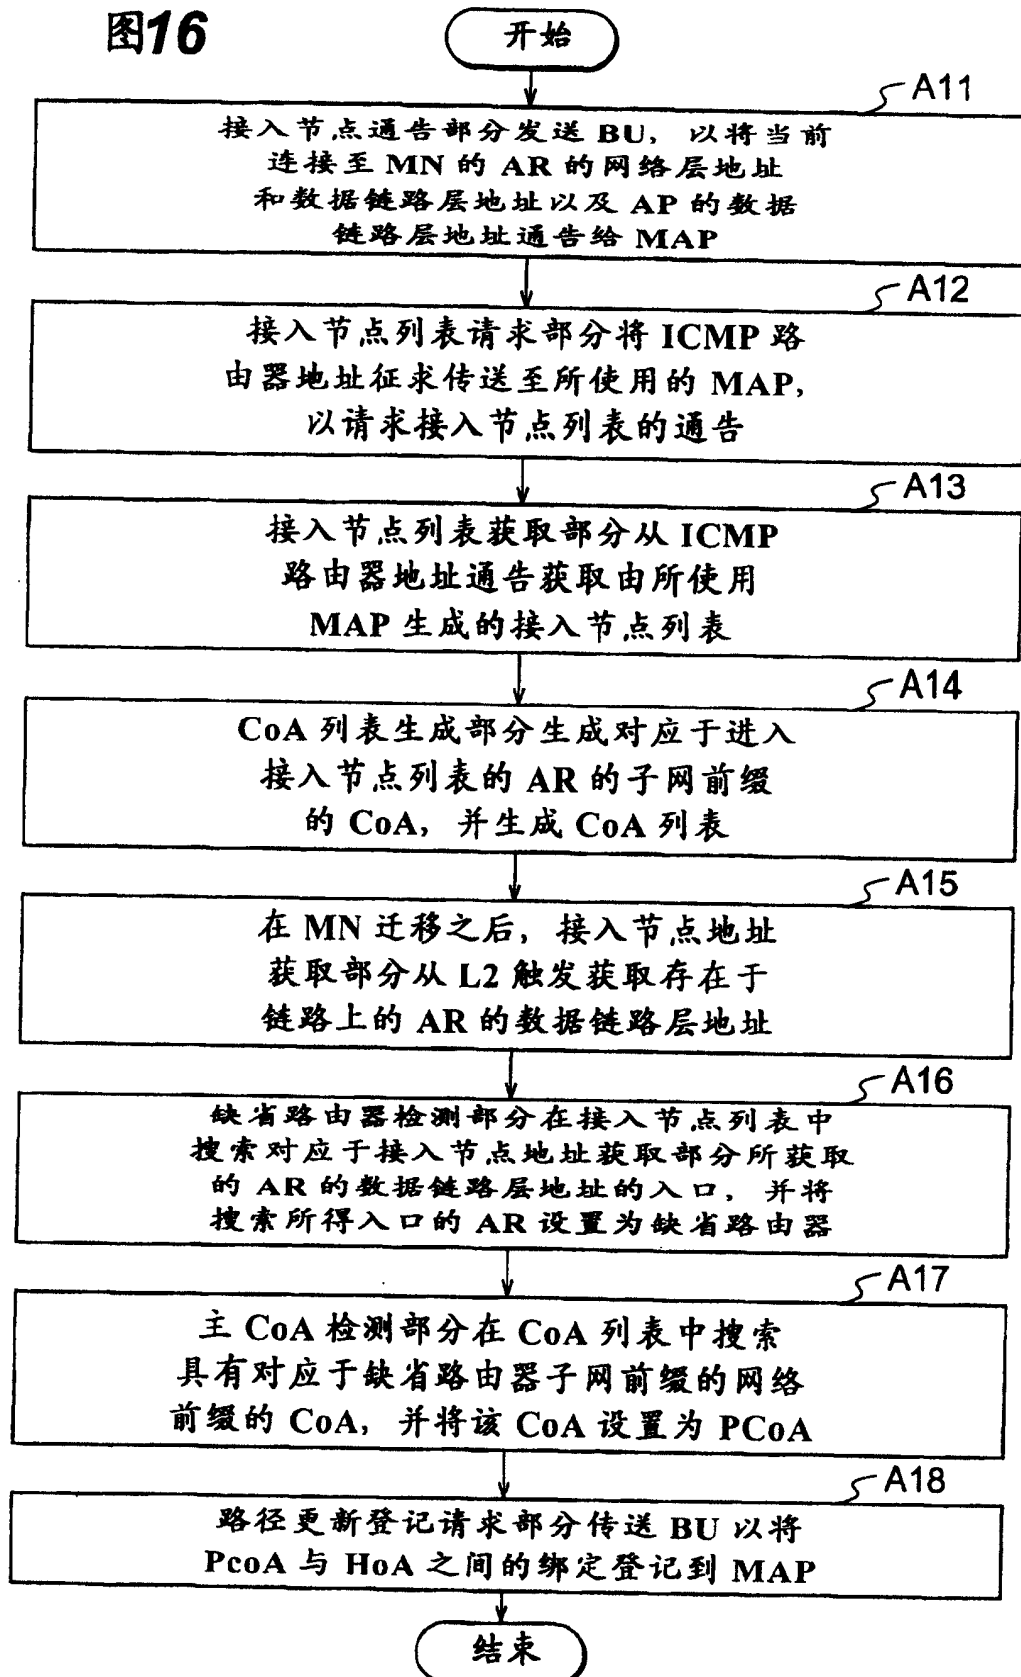 图16
开始
A11
接入节点通告部分发送 BU, 以将当前
连接至 MN 的 AR 的网络层地址
和数据链路层地址以及 AP 的数据
链路层地址通告给 MAP
A12
接入节点列表请求部分将 ICMP 路
由器地址征求传送至所使用的 MAP,
以请求接入节点列表的通告
A13
接入节点列表获取部分从 ICMP
路由器地址通告获取由所使用
MAP 生成的接入节点列表
A14
CoA 列表生成部分生成对应于进入
接入节点列表的 AR 的子网前缀
的 CoA, 并生成 CoA 列表
A15
在 MN 迁移之后, 接入节点地址
获取部分从 L2 触发获取存在于
链路上的 AR 的数据链路层地址
A16
缺省路由器检测部分在接入节点列表中
搜索对应于接入节点地址获取部分所获取
的 AR 的数据链路层地址的入口, 并将
搜索所得入口的 AR 设置为缺省路由器
A17
主 CoA 检测部分在 CoA 列表中搜索
具有对应于缺省路由器子网前缀的网络
前缀的 CoA, 并将该 CoA 设置为 PCoA
A18
路径更新登记请求部分传送 BU 以将
PcoA 与 HoA 之间的绑定登记到 MAP
结束